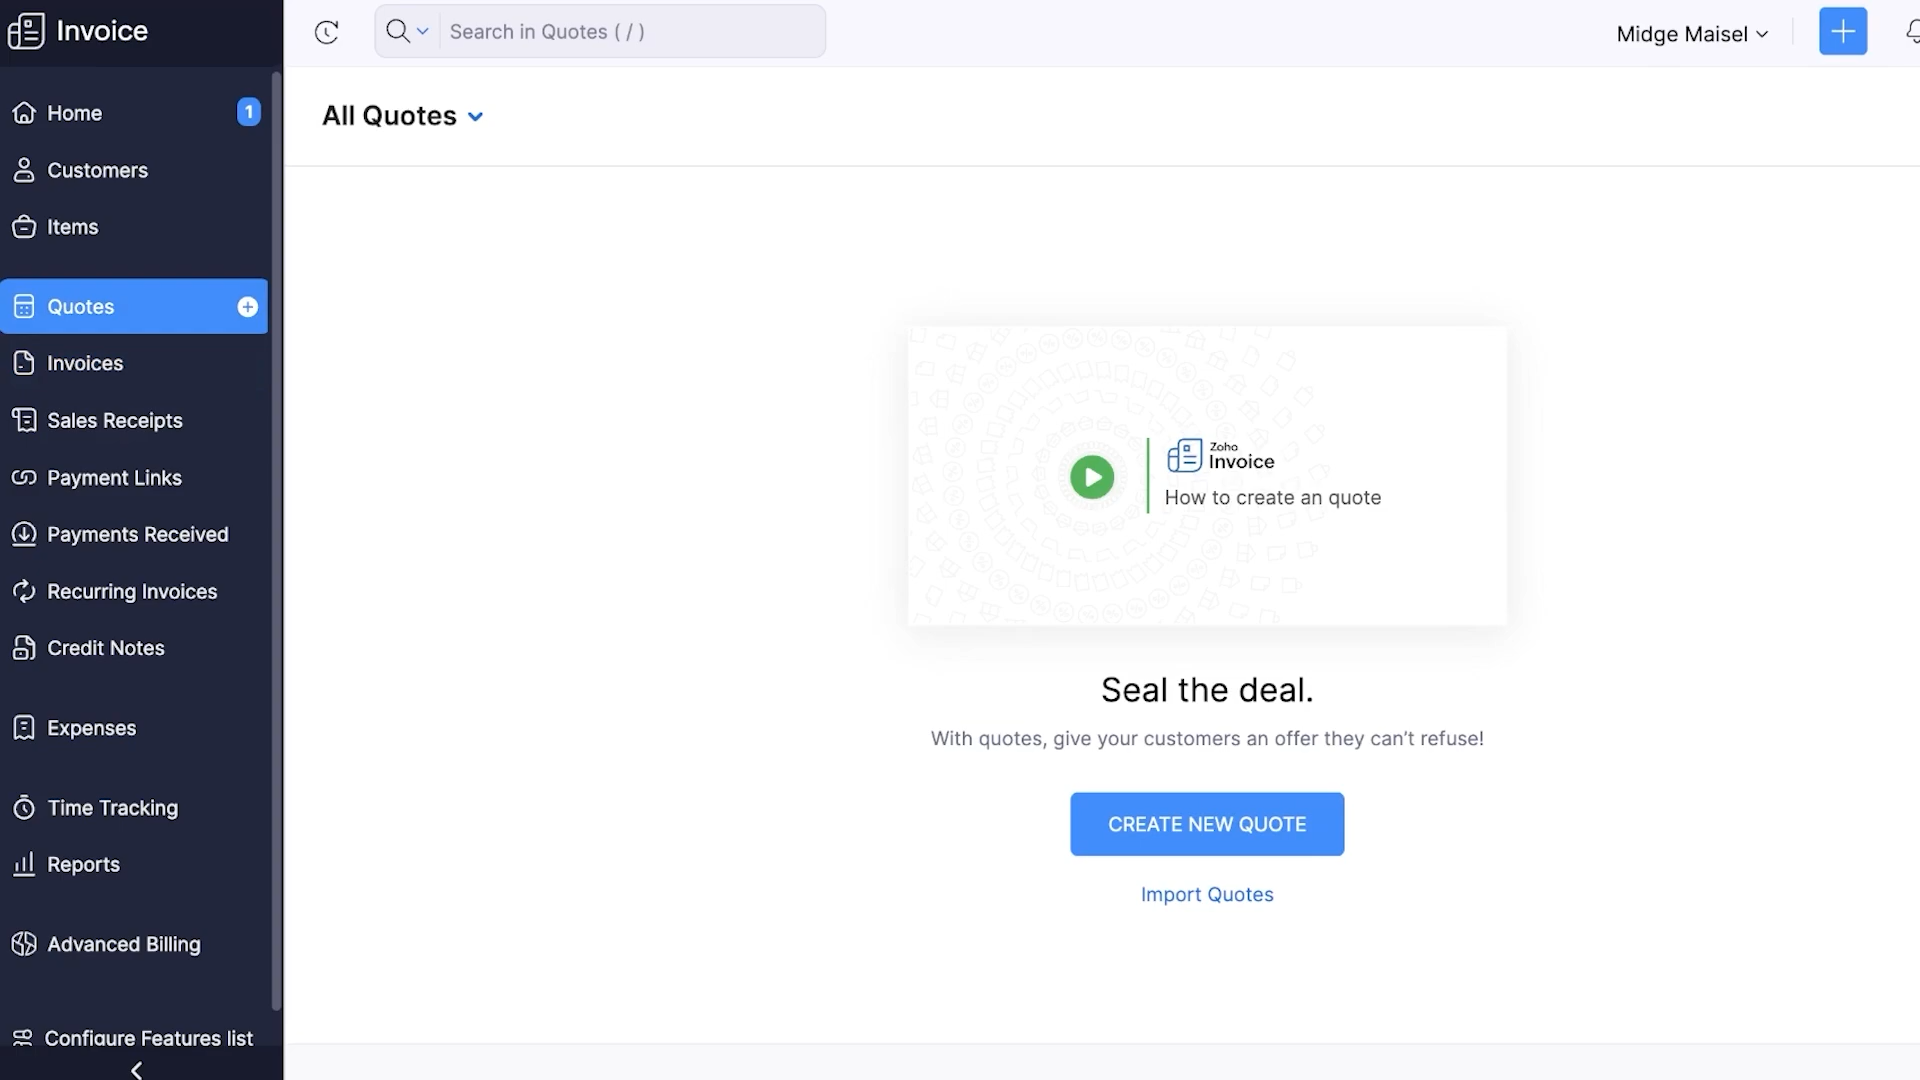 Invoice
Search in Quotes ( / )
Midge Maisel
Home
1
Customers
Items
Quotes
Invoices
Sales Receipts
Payment Links
Payments Received
Recurring Invoices
Credit Notes
Expenses
Time Tracking
Reports
Advanced Billing
Configure Features list
All Quotes
Zoho
Invoice
How to create an quote
Seal the deal.
With quotes, give your customers an offer they can’t refuse!
CREATE NEW QUOTE
Import Quotes